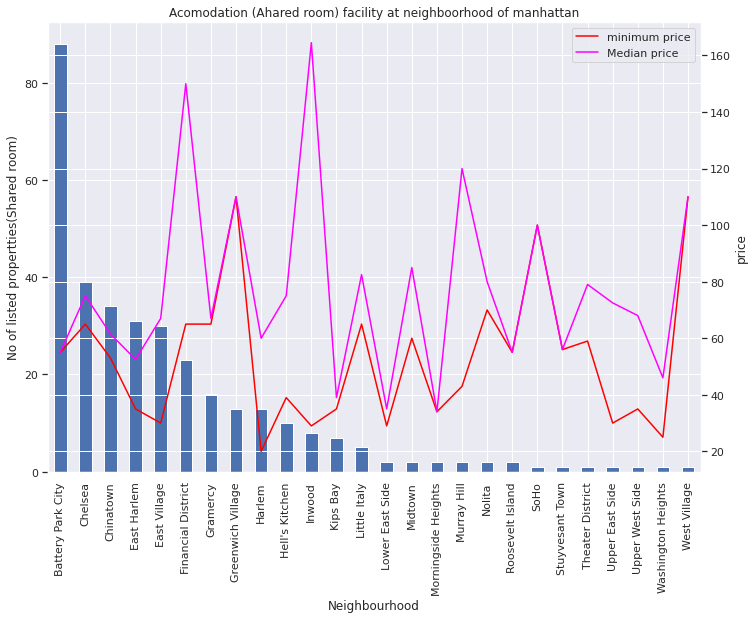 Acomodation (Ahared room) facility at neighboorhood of manhattan
minimum price
Median price
No of listed propertties(Shared room)
80
60
40
20
0
160
140
120
100
80
60
40
20
price
Battery Park City
Chelsea
Chinatown
East Harlem
East Village
Financial District
Gramercy
Greenwich Village
Harlem
Hell's Kitchen
Inwood
Kips Bay
Little Italy
Lower East Side
Midtown
Morningside Heights
Murray Hill
Nolita
Roosevelt Island
SoHo
Stuyvesant Town
Theater District
Upper East Side
Upper West Side
Washington Heights
West Village
Neighbourhood